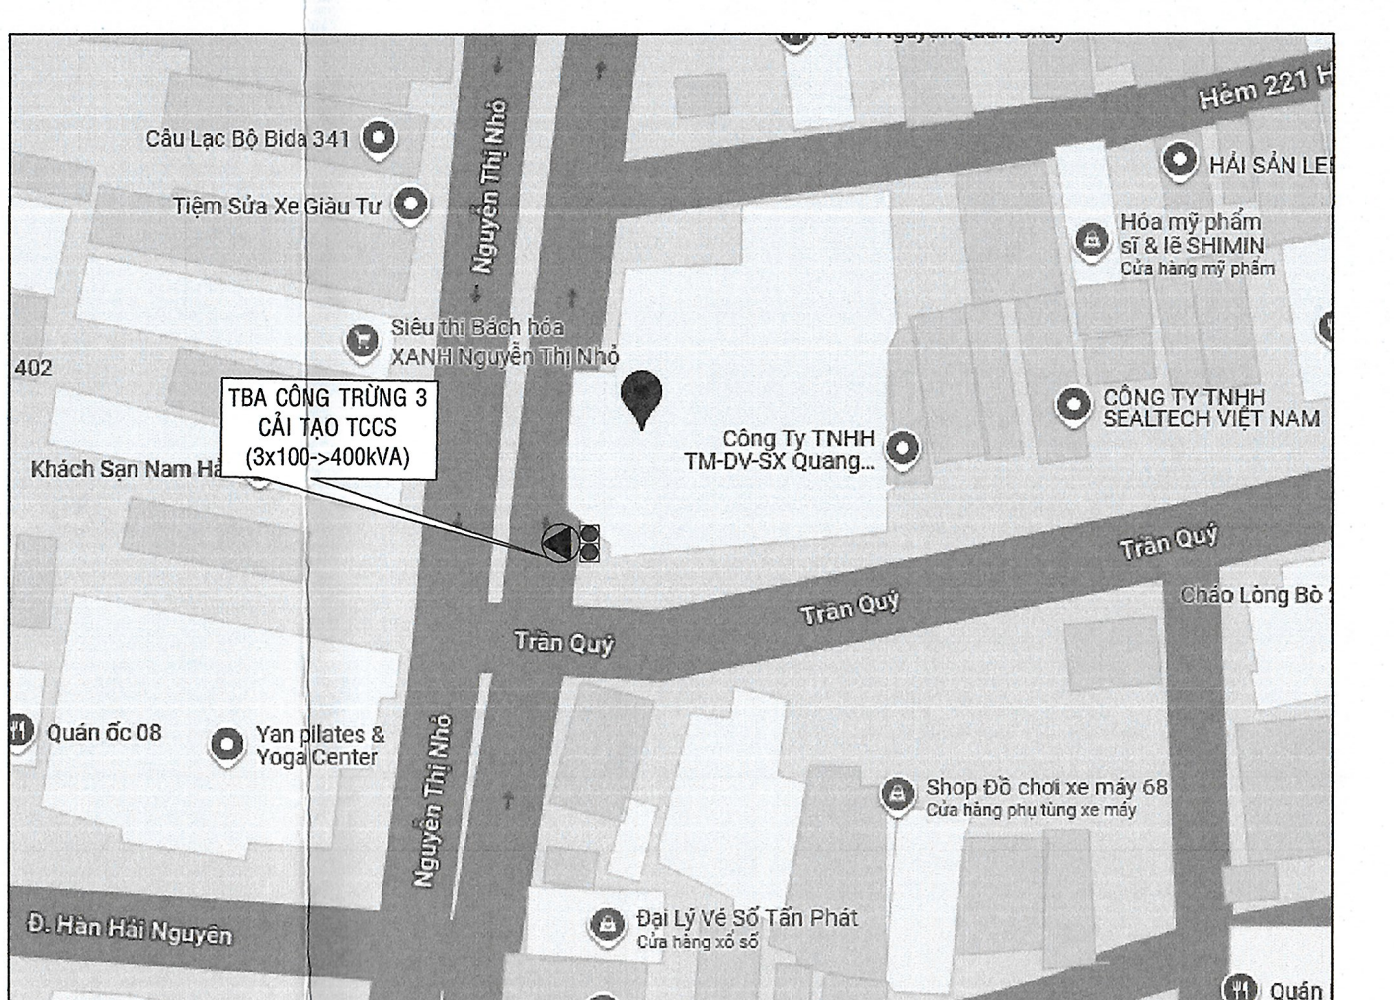 Hẻm 221 H
Câu Lạc Bộ Bida 341
Nguyễn Thị Nhỏ
HẢI SẢN LE
Tiệm Sửa Xe Giàu Tư
Hóa mỹ phẩm
sỉ & lẻ SHIMIN
Cửa hàng mỹ phẩm
Siêu thị Bách hóa
XANH Nguyễn Thị Nhỏ
402
TBA CÔNG TRỪNG 3
CẢI TẠO TCCS
(3x100->400kVA)
CÔNG TY TNHH
SEALTECH VIỆT NAM
Công Ty TNHH
TM-DV-SX Quang...
Khách Sạn Nam
Trần Quý
Trần Quý
Trần Quý
Cháo Lòng Bò
Quán ốc 08
Yan pilates &
Yoga Center
Nguyễn Thị Nhỏ
Shop Đồ chơi xe máy 68
Cửa hàng phụ tùng xe máy
Đ. Hàn Hải Nguyên
Đại Lý Vé Số Tấn Phát
Cửa hàng xổ số
Quán